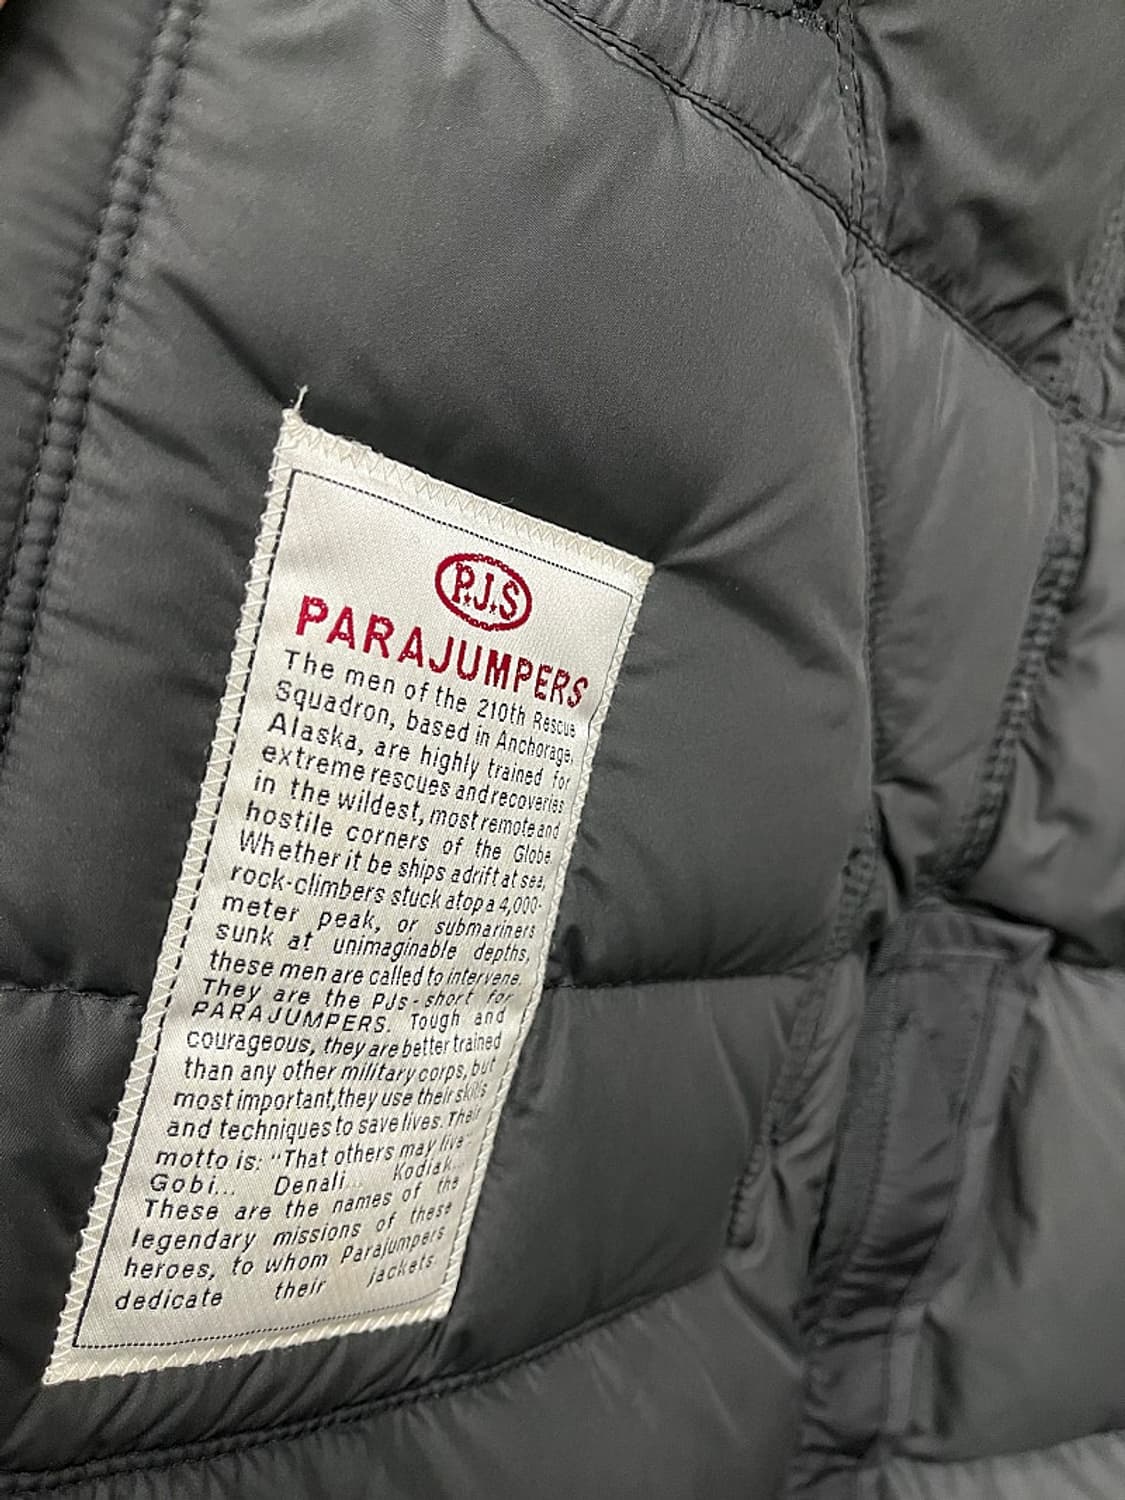 P.J.S
PARAJUMPERS
The men of the 210th Rescue
Squadron, based in Anchorage,
Alaska, are highly trained for
extreme rescues and recoveries
in the wildest, most remote and
hostile corners of the Globe.
Whether it be ships adrift at sea,
rock-climbers stuck atop a 4,000-
meter peak, or submariners
sunk at unimaginable depths,
these men are called to intervene.
They are the PJs - short for
PARAJUMPERS. Tough and
courageous, they are better trained
than any other military corps, but
most important, they use their skills
and techniques to save lives. Their
motto is: "That others may live"
Gobi... Denali... Kodiak...
These are the names of the
legendary missions of these
heroes, to whom Parajumpers
dedicate their jackets.